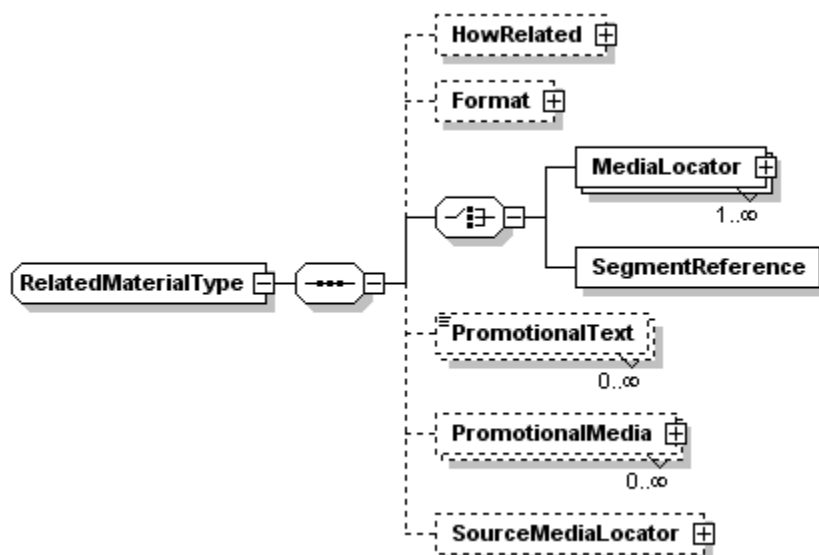 HowRelated
Format
MediaLocator
1..∞
SegmentReference
RelatedMaterialType
PromotionalText
0..∞
PromotionalMedia
0..∞
SourceMediaLocator